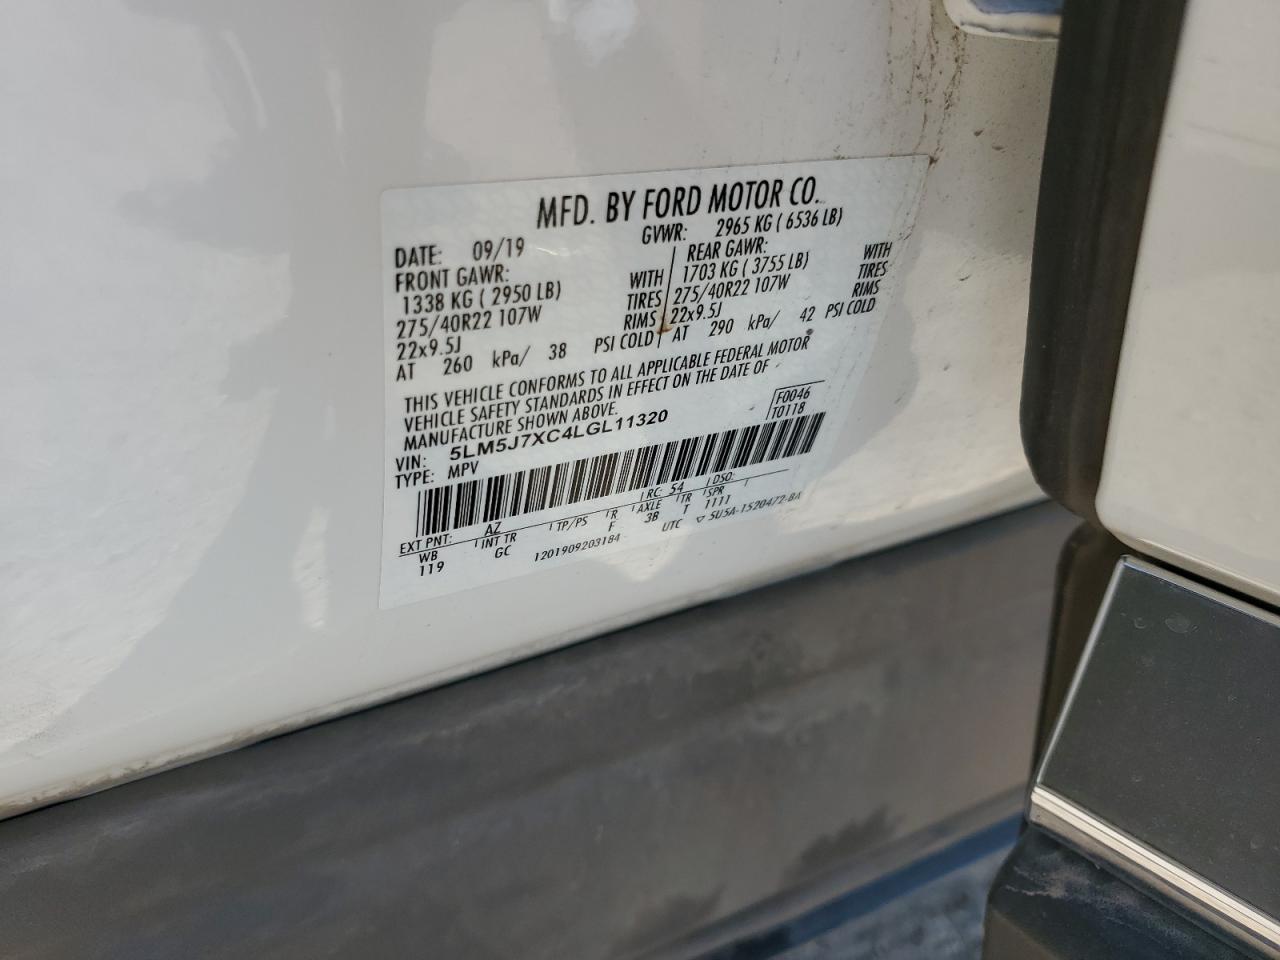 MFD. BY FORD MOTOR CO.
DATE: 09/19 GVWR: 2965 KG ( 6536 LB)
FRONT GAWR: REAR GAWR:
1338 KG ( 2950 LB) WITH 1703 KG ( 3755 LB) WITH
275/40R22 107W TIRES 275/40R22 107W TIRES
22x9.5J RIMS 22x9.5J RIMS
AT 260 kPa/ 38 PSI COLD AT 290 kPa/ 42 PSI COLD
THIS VEHICLE CONFORMS TO ALL APPLICABLE FEDERAL MOTOR
VEHICLE SAFETY STANDARDS IN EFFECT ON THE DATE OF
MANUFACTURE SHOWN ABOVE.
VIN: 5LM5J7XC4LGL11320 F0046
TYPE: MPV T0118
EXT PNT: AZ RC: 54 DSO:
WB INT TR TP/PS R AXLE TR SPR
119 GC F 3B T 1111
1201909203184 UTC ▽ 5U5A-1520472-BA